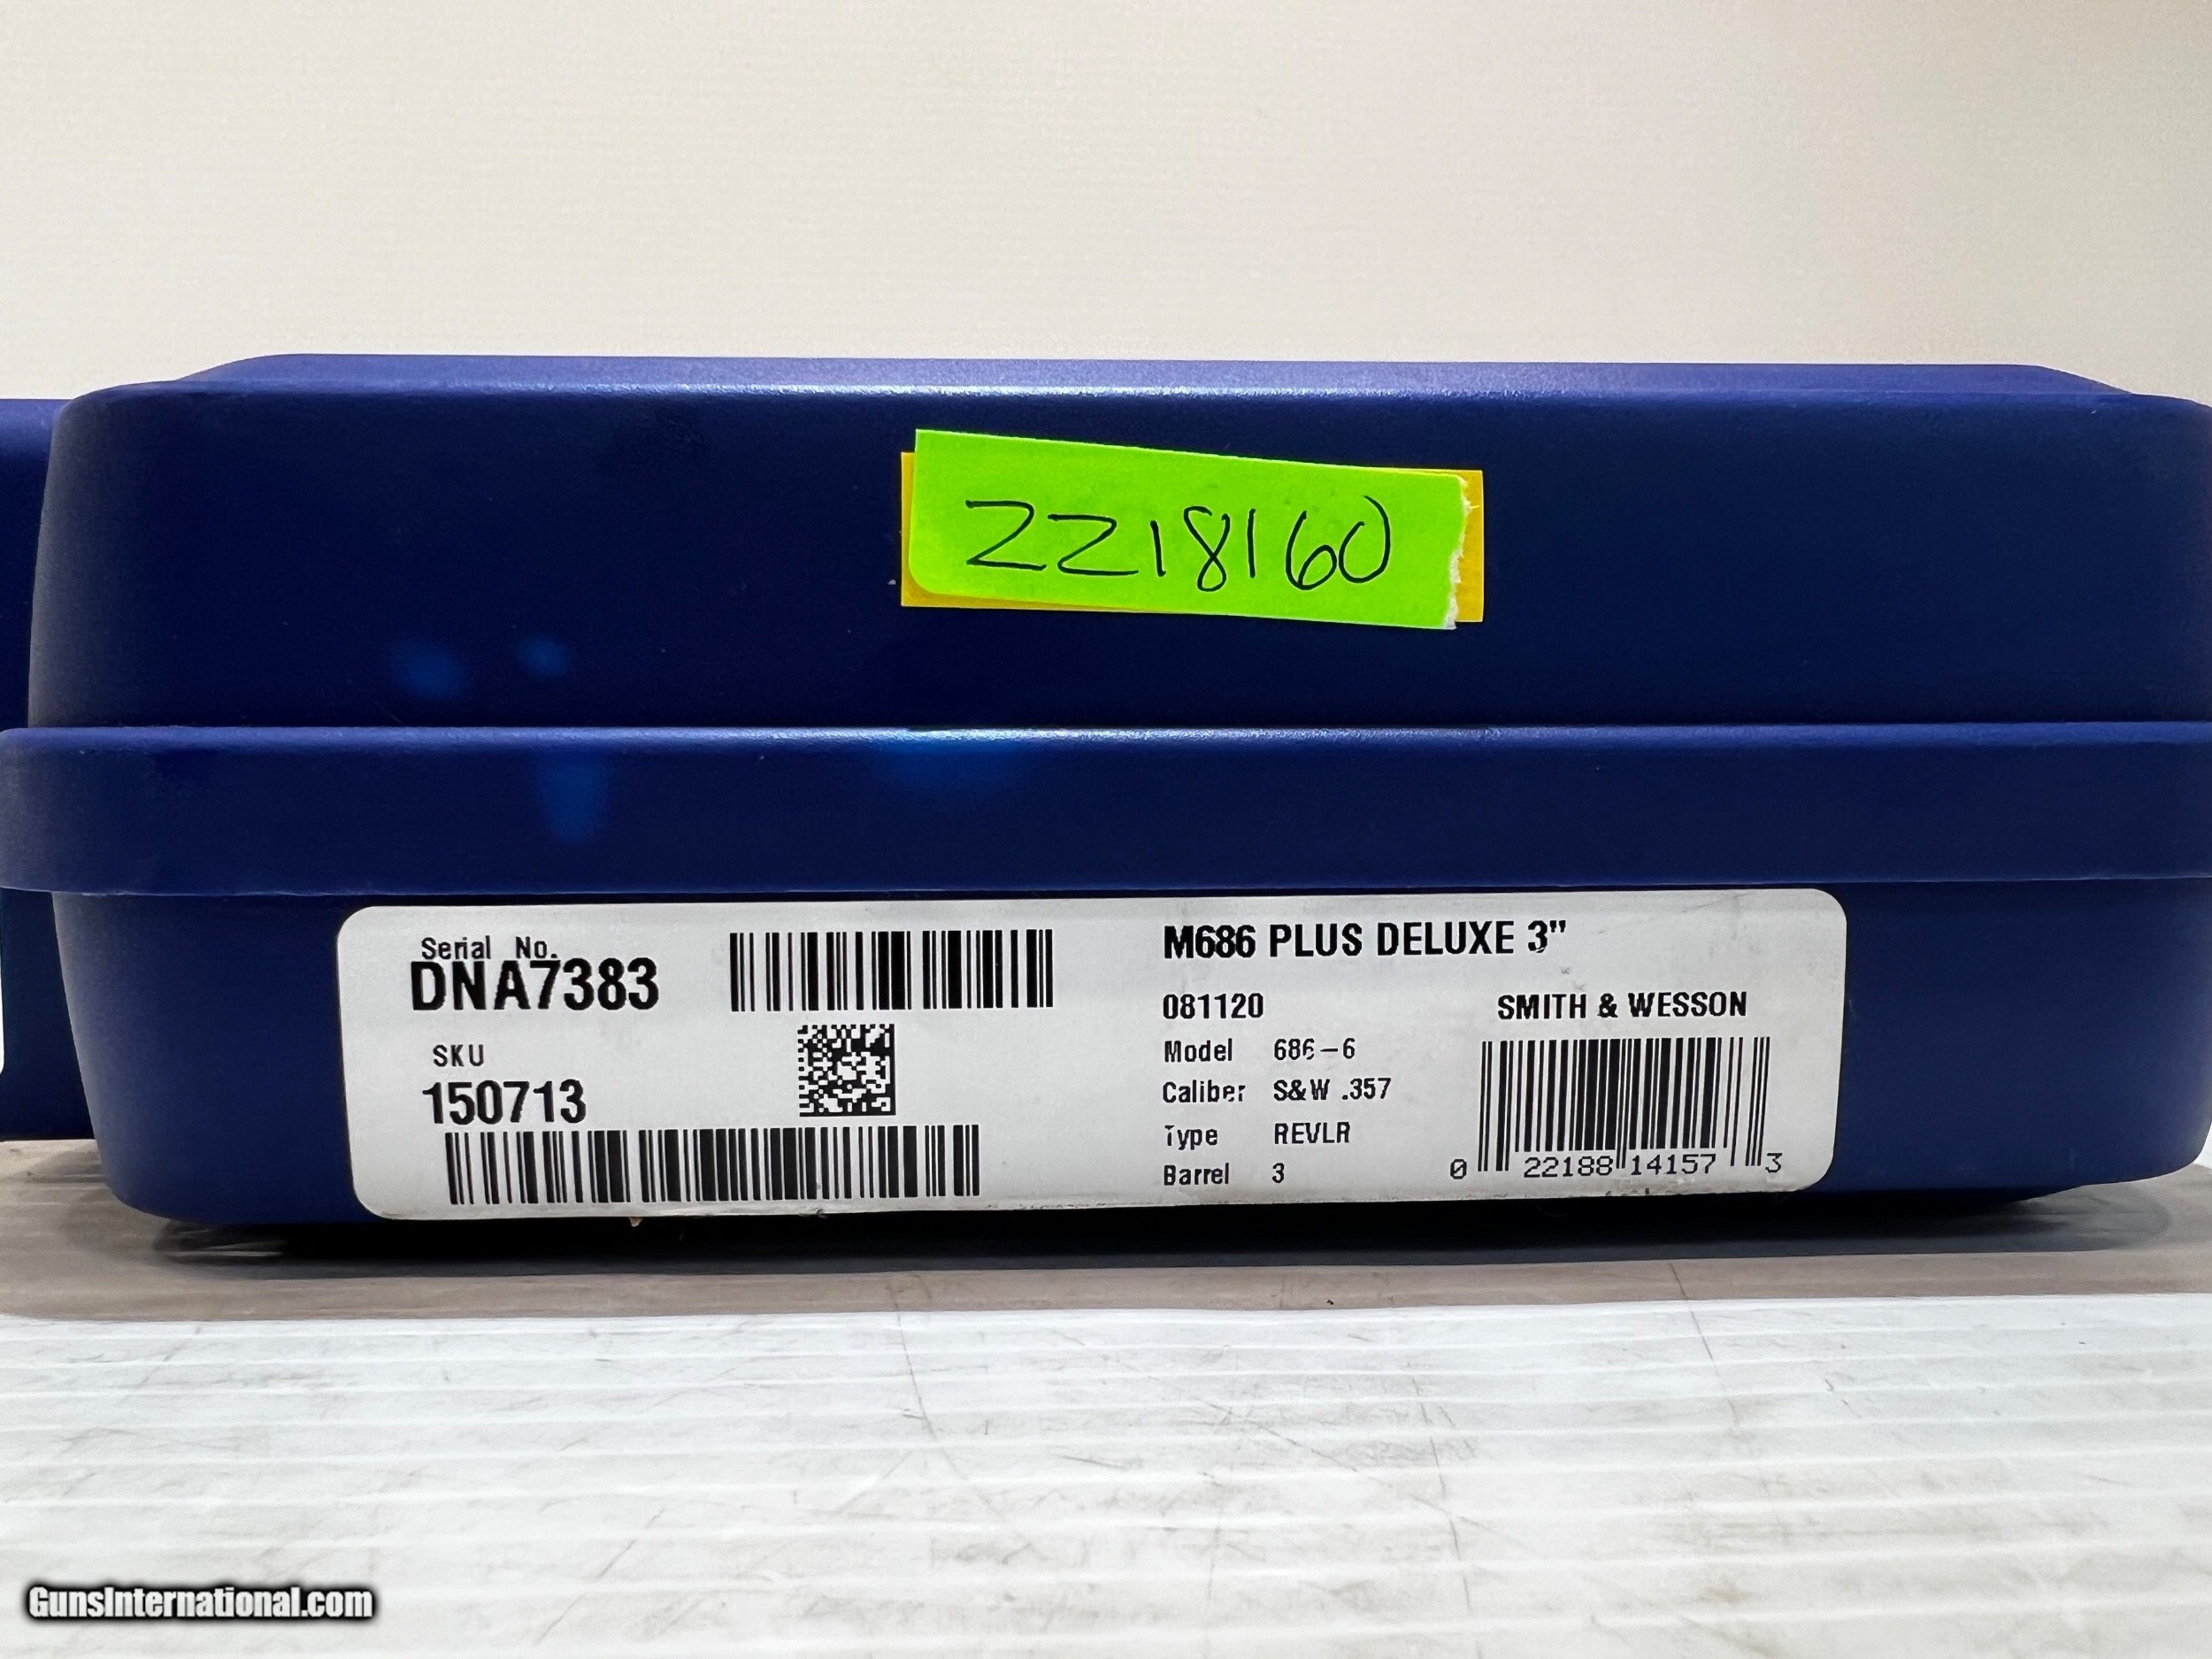 2218160
Serial No.
DNA7383
SKU
150713
M686 PLUS DELUXE 3"
081120
SMITH & WESSON
Model 686-6
Caliber S&W .357
Type REVLR
Barrel 3
0 22188 14157 3
GunsInternational.com